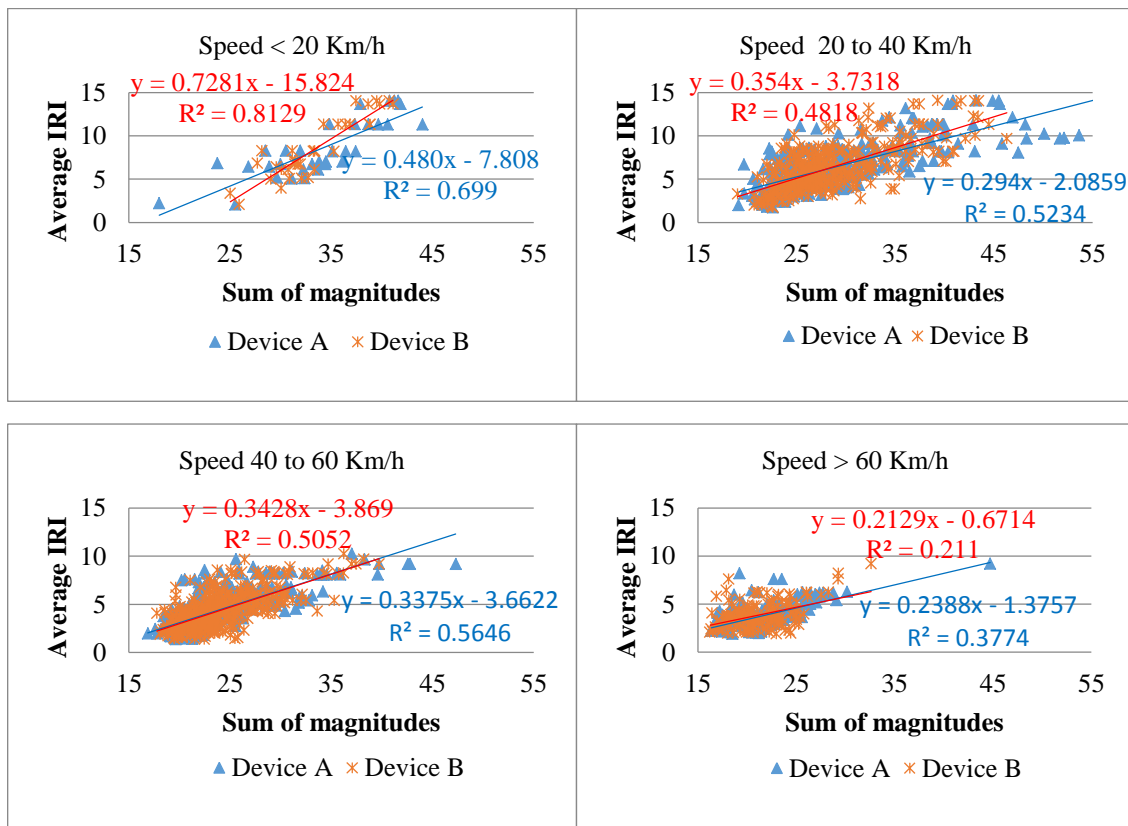 Speed < 20 Km/h
y = 0.7281x - 15.824
R² = 0.8129
y = 0.480x - 7.808
R² = 0.699
Average IRI
15
10
5
0
15 25 35 45 55
Sum of magnitudes
Device A Device B
Speed 20 to 40 Km/h
y = 0.354x - 3.7318
R² = 0.4818
y = 0.294x - 2.0859
R² = 0.5234
Average IRI
15
10
5
0
15 25 35 45 55
Sum of magnitudes
Device A Device B
Speed 40 to 60 Km/h
y = 0.3428x - 3.869
R² = 0.5052
y = 0.3375x - 3.6622
R² = 0.5646
Average IRI
15
10
5
0
15 25 35 45 55
Sum of magnitudes
Device A Device B
Speed > 60 Km/h
y = 0.2129x - 0.6714
R² = 0.211
y = 0.2388x - 1.3757
R² = 0.3774
Average IRI
15
10
5
0
15 25 35 45 55
Sum of magnitudes
Device A Device B